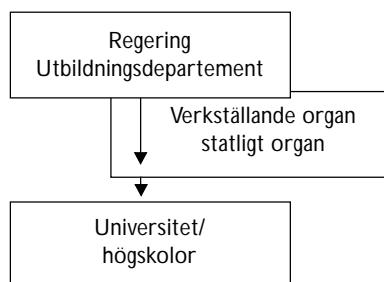 Regering
Utbildningsdepartement
Verkställande organ
statligt organ
Universitet/
högskolor